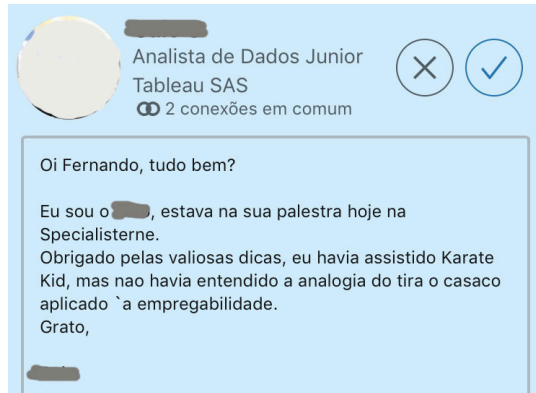 Analista de Dados Junior
Tableau SAS
2 conexões em comum
Oi Fernando, tudo bem?
Eu sou o , estava na sua palestra hoje na
Specialisterne.
Obrigado pelas valiosas dicas, eu havia assistido Karate
Kid, mas nao havia entendido a analogia do tira o casaco
aplicado `a empregabilidade.
Grato,